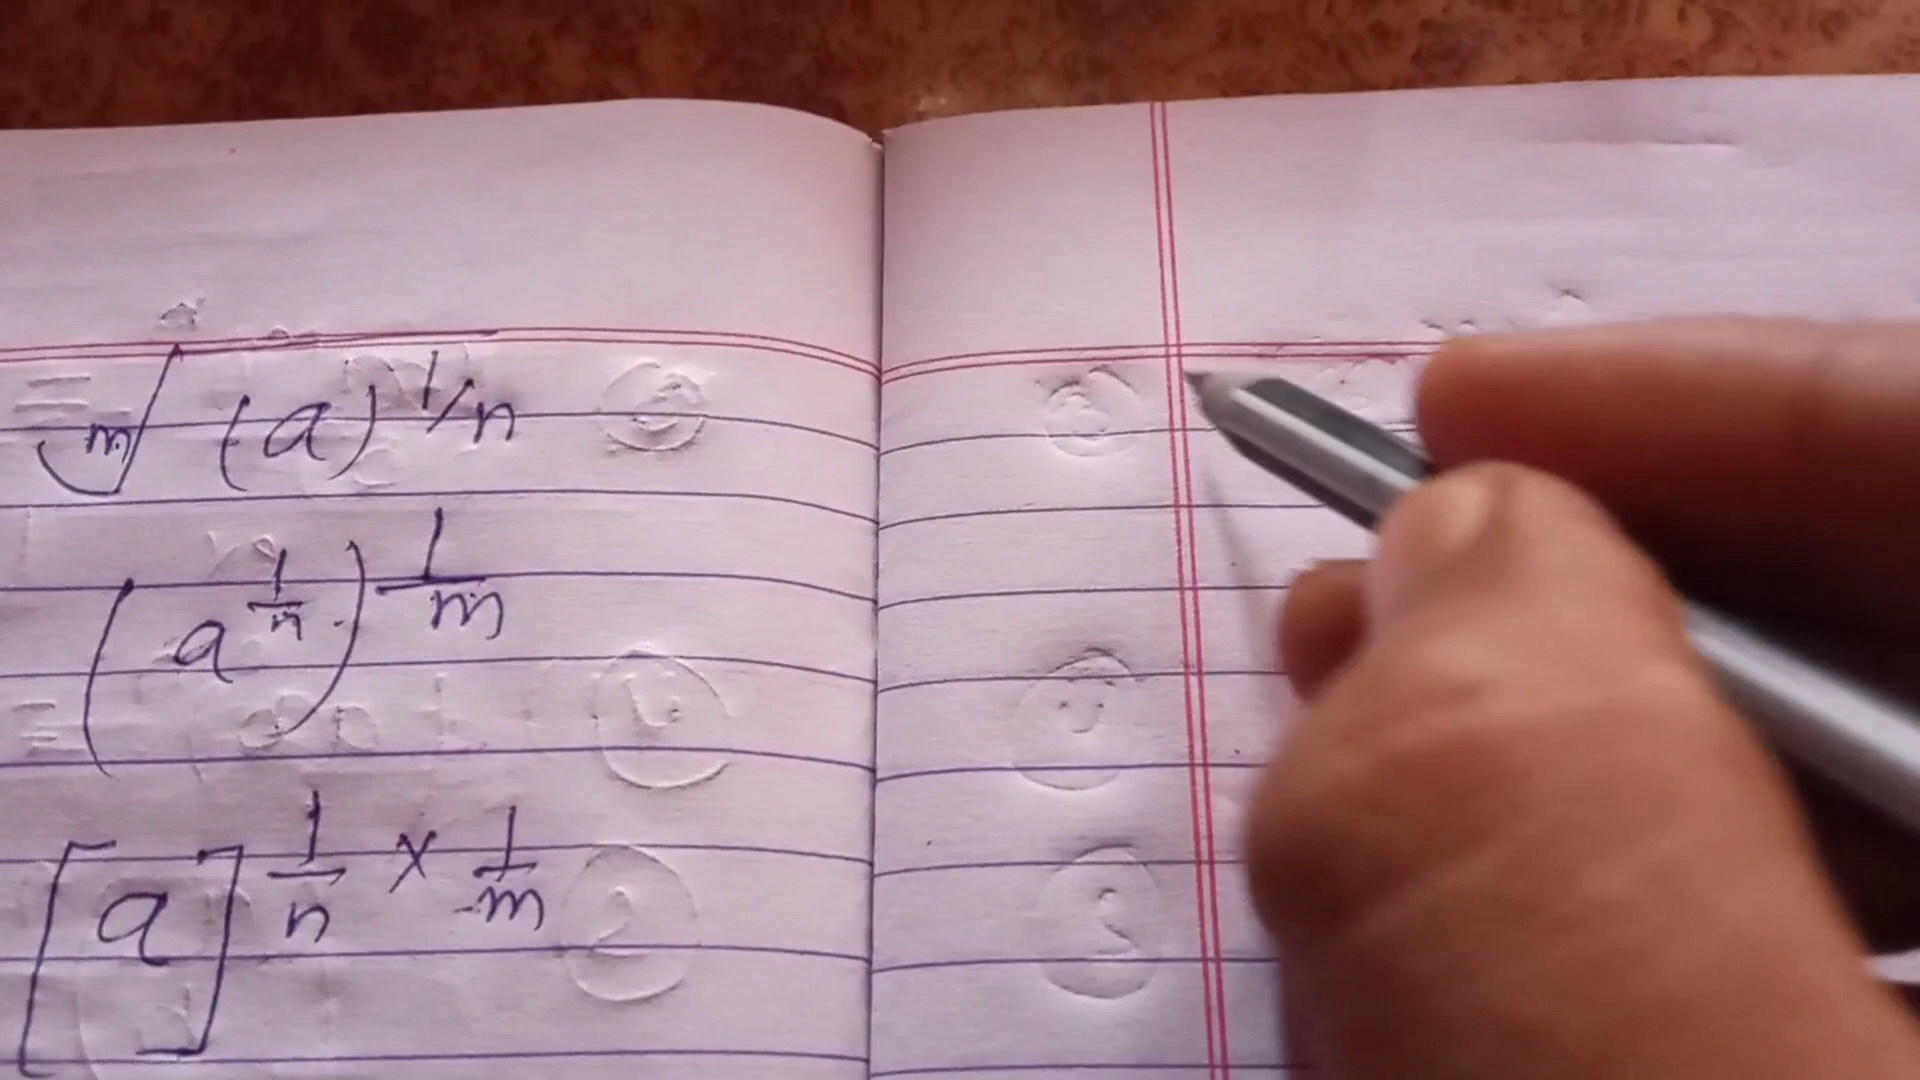 ᵐ√(a)^1/n
(a^{1/n})^{1/m}
[a]^{1/n × 1/m}